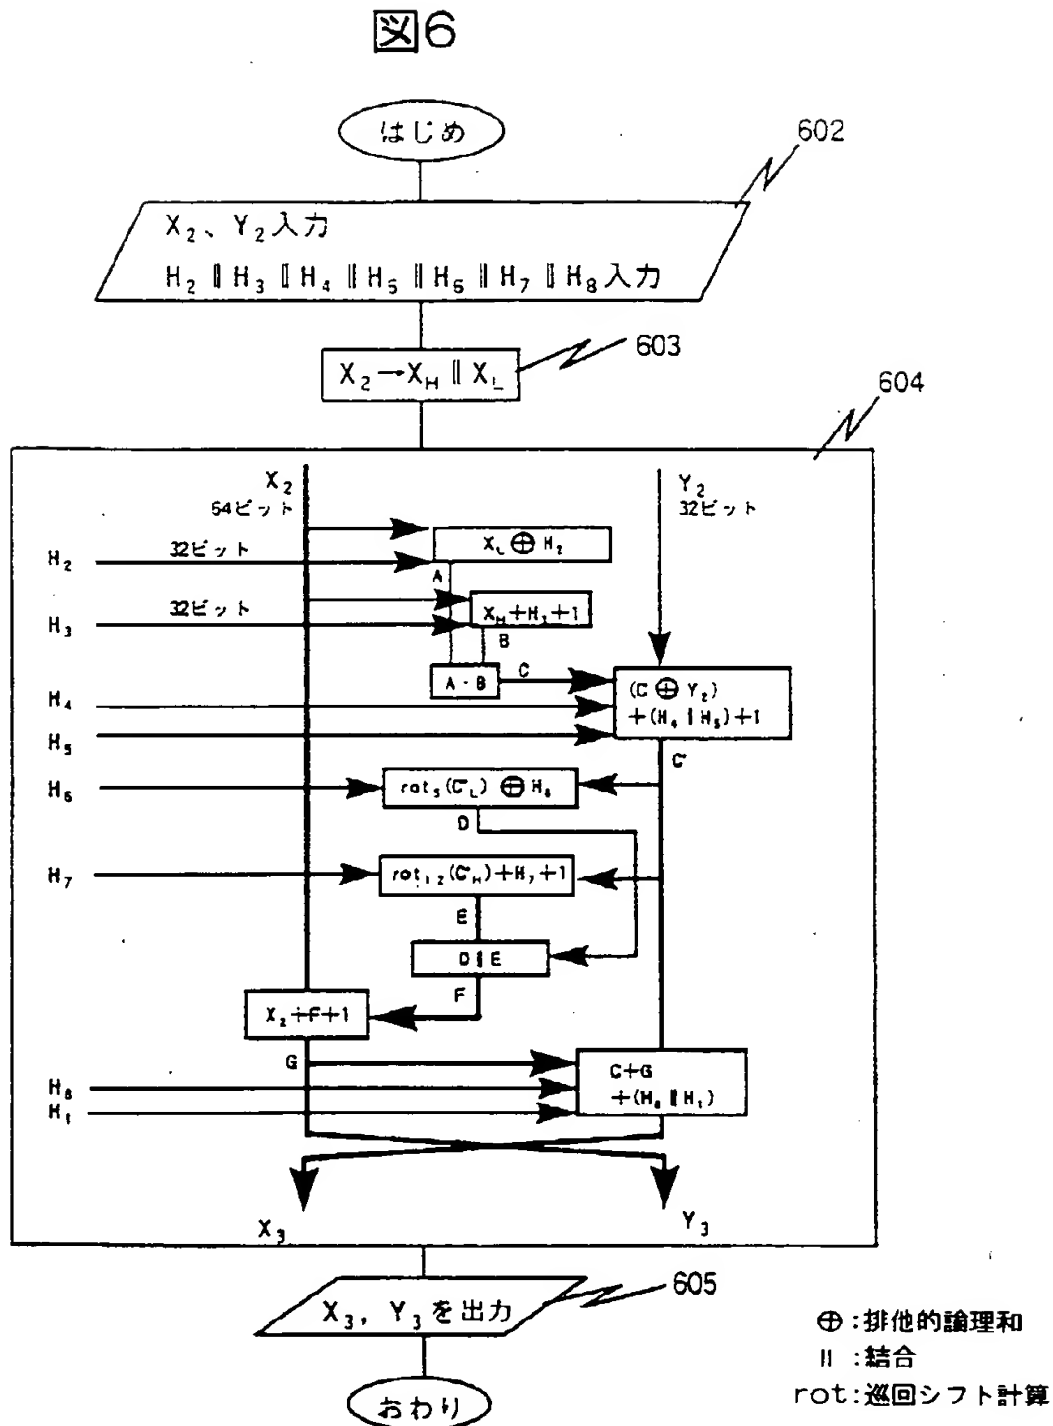 図6
はじめ
602
X₂、Y₂入力
H₂‖H₃‖H₄‖H₅‖H₆‖H₇‖H₈入力
603
X₂→X_H‖X_L
604
X₂
64ビット
Y₂
32ビット
H₂
32ビット
X_L⊕H₂
A
H₃
32ビット
X_H+H₃+1
B
A・B
C
H₄
H₅
(C⊕Y₂)
+(H₄‖H₅)+1
C
H₆
rot₅(C_L)⊕H₆
D
H₇
rot₁₂(C_H)+H₇+1
E
D‖E
F
X₂+F+1
G
H₈
H₁
C+G
+(H₈‖H₁)
X₃
Y₃
605
X₃, Y₃を出力
おわり
⊕:排他的論理和
‖:結合
rot:巡回シフト計算